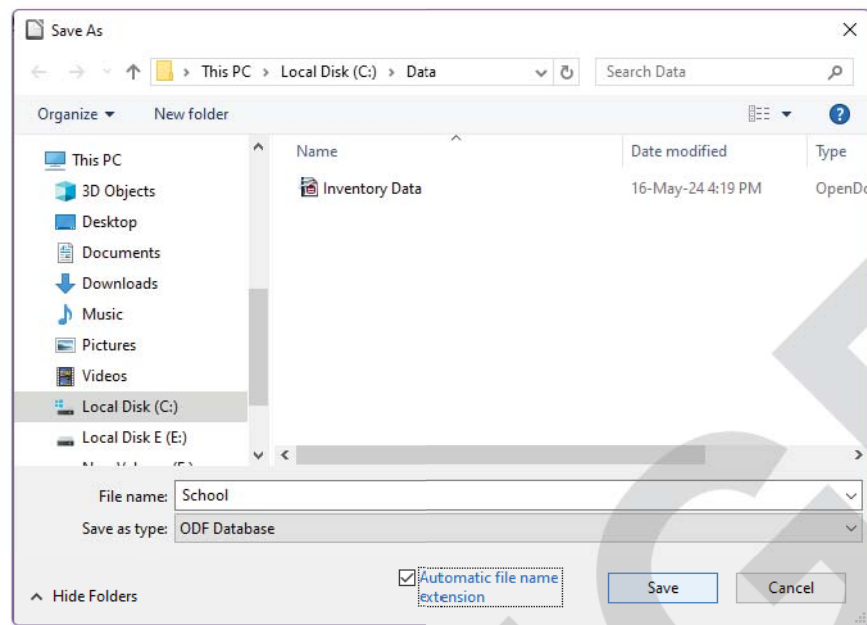 Save As
This PC > Local Disk (C:) > Data
Search Data
Organize
New folder
Name
Date modified
Type
Inventory Data
16-May-24 4:19 PM
OpenDo
This PC
3D Objects
Desktop
Documents
Downloads
Music
Pictures
Videos
Local Disk (C:)
Local Disk E (E:)
File name: School
Save as type: ODF Database
Automatic file name
extension
Hide Folders
Save
Cancel